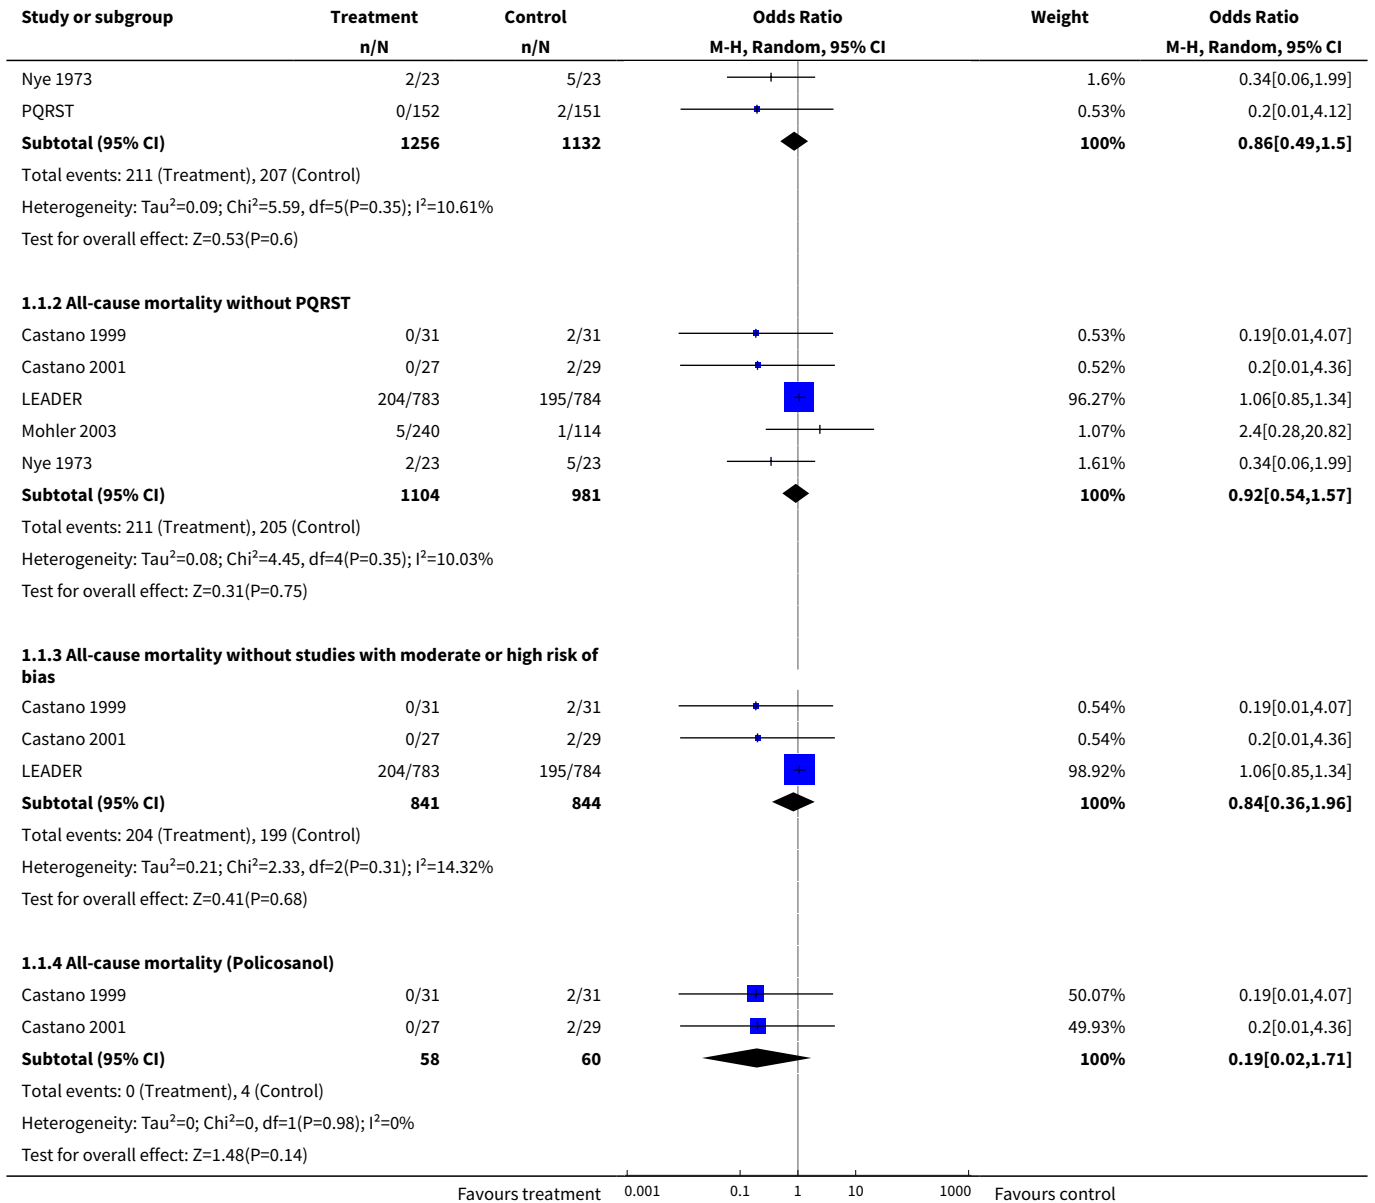 Study or subgroup Treatment Control Odds Ratio Weight Odds Ratio
n/N n/N M-H, Random, 95% CI M-H, Random, 95% CI
Nye 1973 2/23 5/23 1.6% 0.34[0.06,1.99]
PQRST 0/152 2/151 0.53% 0.2[0.01,4.12]
Subtotal (95% CI) 1256 1132 100% 0.86[0.49,1.5]
Total events: 211 (Treatment), 207 (Control)
Heterogeneity: Tau²=0.09; Chi²=5.59, df=5(P=0.35); I²=10.61%
Test for overall effect: Z=0.53(P=0.6)
1.1.2 All-cause mortality without PQRST
Castano 1999 0/31 2/31 0.53% 0.19[0.01,4.07]
Castano 2001 0/27 2/29 0.52% 0.2[0.01,4.36]
LEADER 204/783 195/784 96.27% 1.06[0.85,1.34]
Mohler 2003 5/240 1/114 1.07% 2.4[0.28,20.82]
Nye 1973 2/23 5/23 1.61% 0.34[0.06,1.99]
Subtotal (95% CI) 1104 981 100% 0.92[0.54,1.57]
Total events: 211 (Treatment), 205 (Control)
Heterogeneity: Tau²=0.08; Chi²=4.45, df=4(P=0.35); I²=10.03%
Test for overall effect: Z=0.31(P=0.75)
1.1.3 All-cause mortality without studies with moderate or high risk of
bias
Castano 1999 0/31 2/31 0.54% 0.19[0.01,4.07]
Castano 2001 0/27 2/29 0.54% 0.2[0.01,4.36]
LEADER 204/783 195/784 98.92% 1.06[0.85,1.34]
Subtotal (95% CI) 841 844 100% 0.84[0.36,1.96]
Total events: 204 (Treatment), 199 (Control)
Heterogeneity: Tau²=0.21; Chi²=2.33, df=2(P=0.31); I²=14.32%
Test for overall effect: Z=0.41(P=0.68)
1.1.4 All-cause mortality (Policosanol)
Castano 1999 0/31 2/31 50.07% 0.19[0.01,4.07]
Castano 2001 0/27 2/29 49.93% 0.2[0.01,4.36]
Subtotal (95% CI) 58 60 100% 0.19[0.02,1.71]
Total events: 0 (Treatment), 4 (Control)
Heterogeneity: Tau²=0; Chi²=0, df=1(P=0.98); I²=0%
Test for overall effect: Z=1.48(P=0.14)
Favours treatment 0.001 0.1 1 10 1000 Favours control